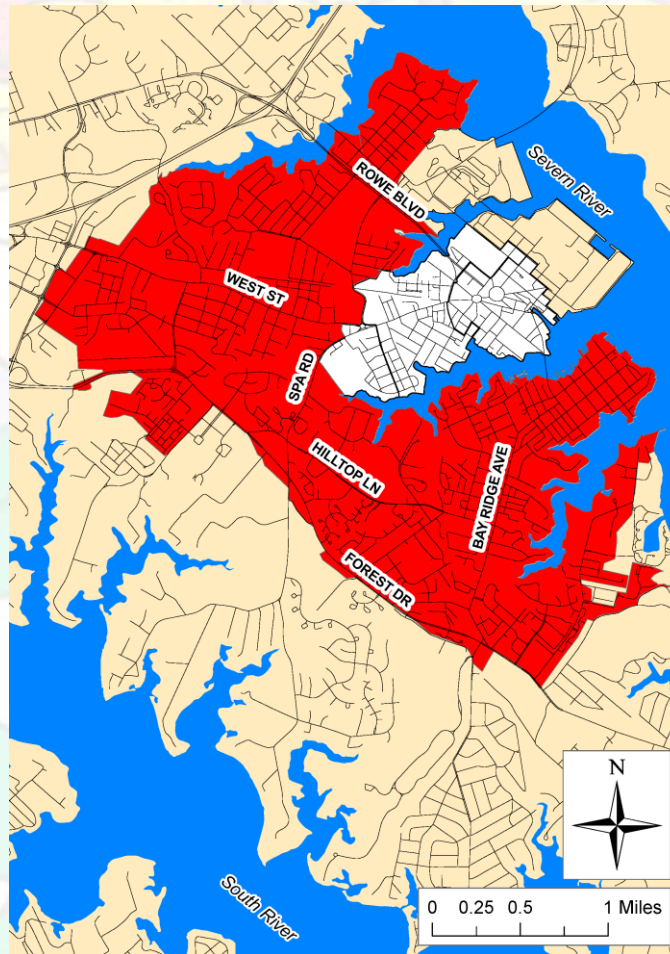 ROWE BLVD
Severn River
WEST ST
SPA RD
HILLTOP LN
BAY RIDGE AVE
FOREST DR
South River
N
0 0.25 0.5 1 Miles